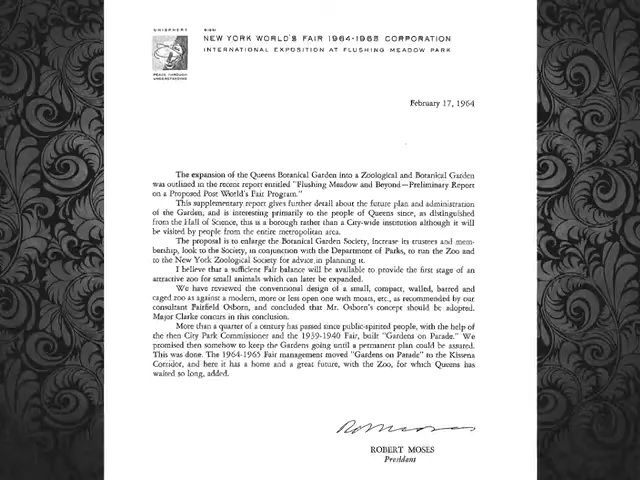 UNISPHERE
NEW YORK WORLD'S FAIR 1964-1965 CORPORATION
INTERNATIONAL EXPOSITION AT FLUSHING MEADOW PARK
PEACE THROUGH
UNDERSTANDING
February 17, 1964
The expansion of the Queens Botanical Garden into a Zoological and Botanical Garden
was outlined in the recent report entitled "Flushing Meadow and Beyond—Preliminary Report
on a Proposed Post World's Fair Program."
This supplementary report gives further detail about the future plan and administration
of the Garden, and is interesting primarily to the people of Queens since, as distinguished
from the Hall of Science, this is a borough rather than a City-wide institution although it will
be visited by people from the entire metropolitan area.
The proposal is to enlarge the Botanical Garden Society, increase its trustees and mem-
bership, look to the Society, in conjunction with the Department of Parks, to run the Zoo and
to the New York Zoological Society for advice in planning it.
I believe that a sufficient Fair balance will be available to provide the first stage of an
attractive zoo for small animals which can later be expanded.
We have reviewed the conventional design of a small, compact, walled, barred and
caged zoo as against a modern, more or less open one with moats, etc., as recommended by our
consultant Fairfield Osborn, and concluded that Mr. Osborn's concept should be adopted.
Major Clarke concurs in this conclusion.
More than a quarter of a century has passed since public-spirited people, with the help of
the then City Park Commissioner and the 1939-1940 Fair, built "Gardens on Parade." We
promised then somehow to keep the Gardens going until a permanent plan could be assured.
This was done. The 1964-1965 Fair management moved "Gardens on Parade" to the Kissena
Corridor, and here it has a home and a great future, with the Zoo, for which Queens has
waited so long, added.
ROBERT MOSES
President